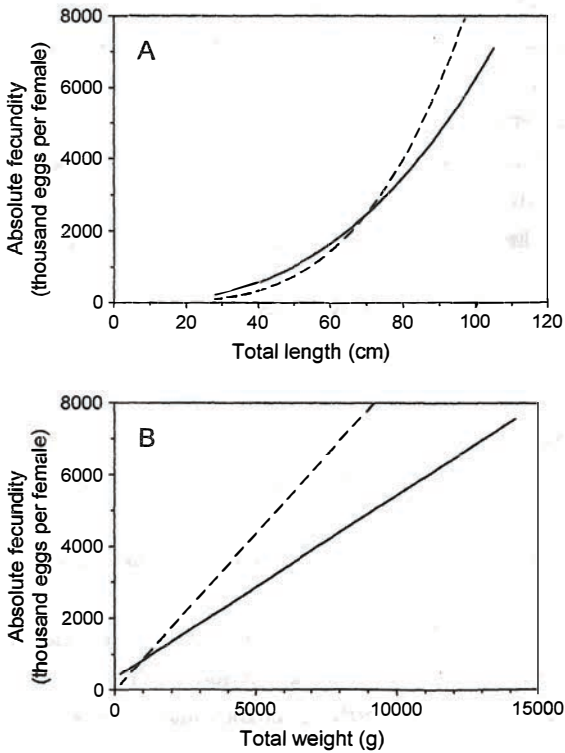 8000
A
6000
4000
2000
0
0 20 40 60 80 100 120
Absolute fecundity
(thousand eggs per female)
Total length (cm)
8000
B
6000
4000
2000
0
0 5000 10000 15000
Absolute fecundity
(thousand eggs per female)
Total weight (g)